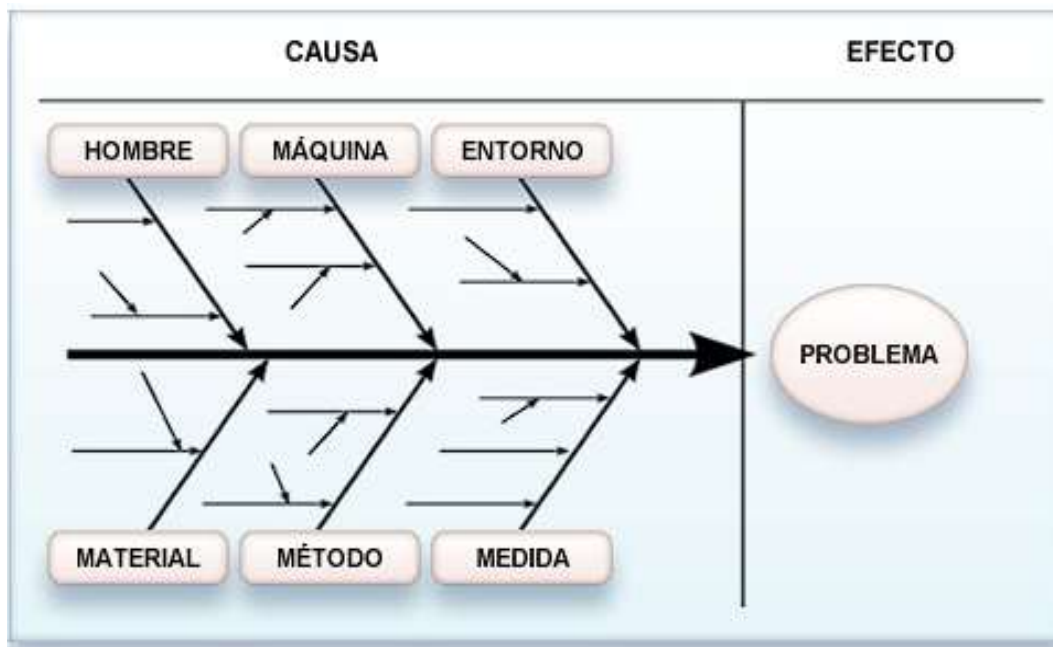 CAUSA
EFECTO
HOMBRE
MÁQUINA
ENTORNO
PROBLEMA
MATERIAL
MÉTODO
MEDIDA